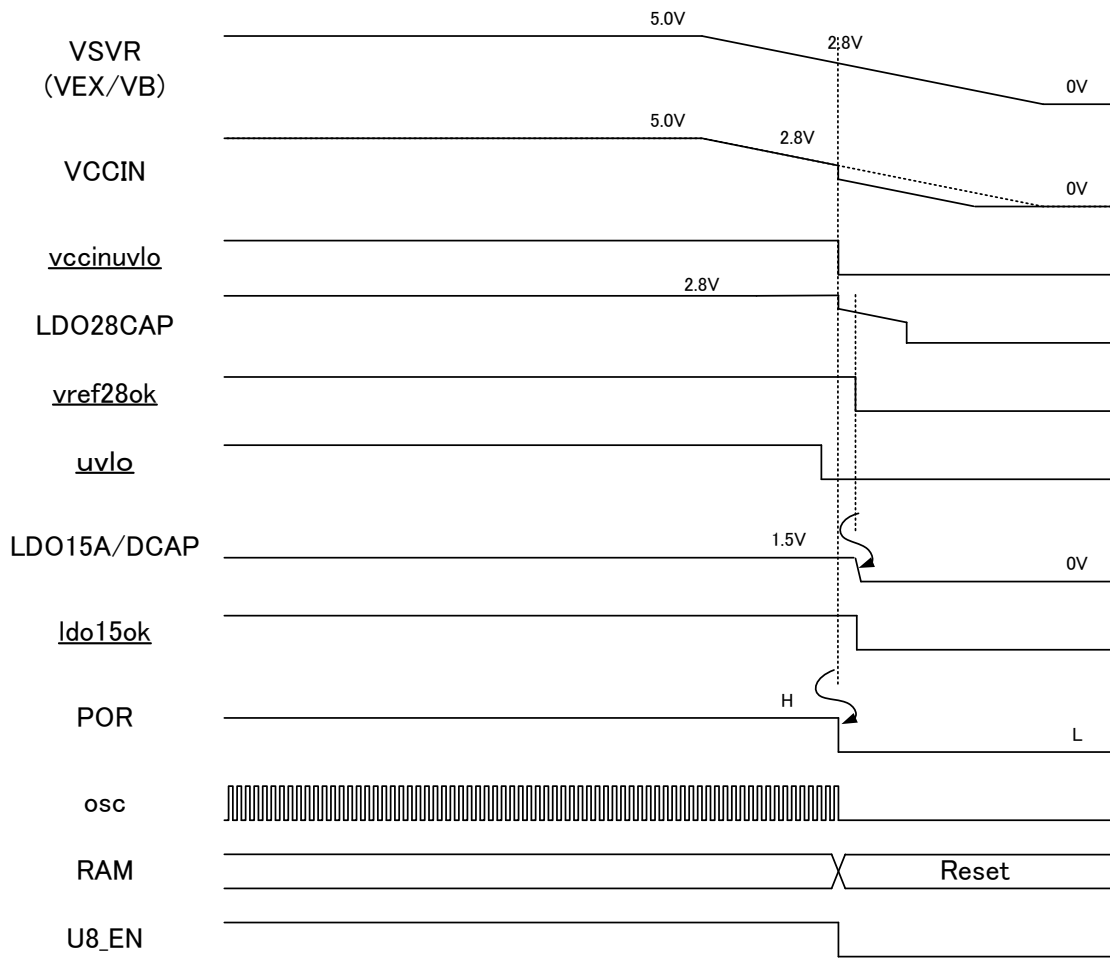 5.0V
2.8V
VSVR
(VEX/VB)
0V
5.0V
2.8V
VCCIN
0V
vccinuvlo
2.8V
LDO28CAP
vref28ok
uvlo
1.5V
LDO15A/DCAP
0V
ldo15ok
H
POR
L
osc
RAM
Reset
U8_EN